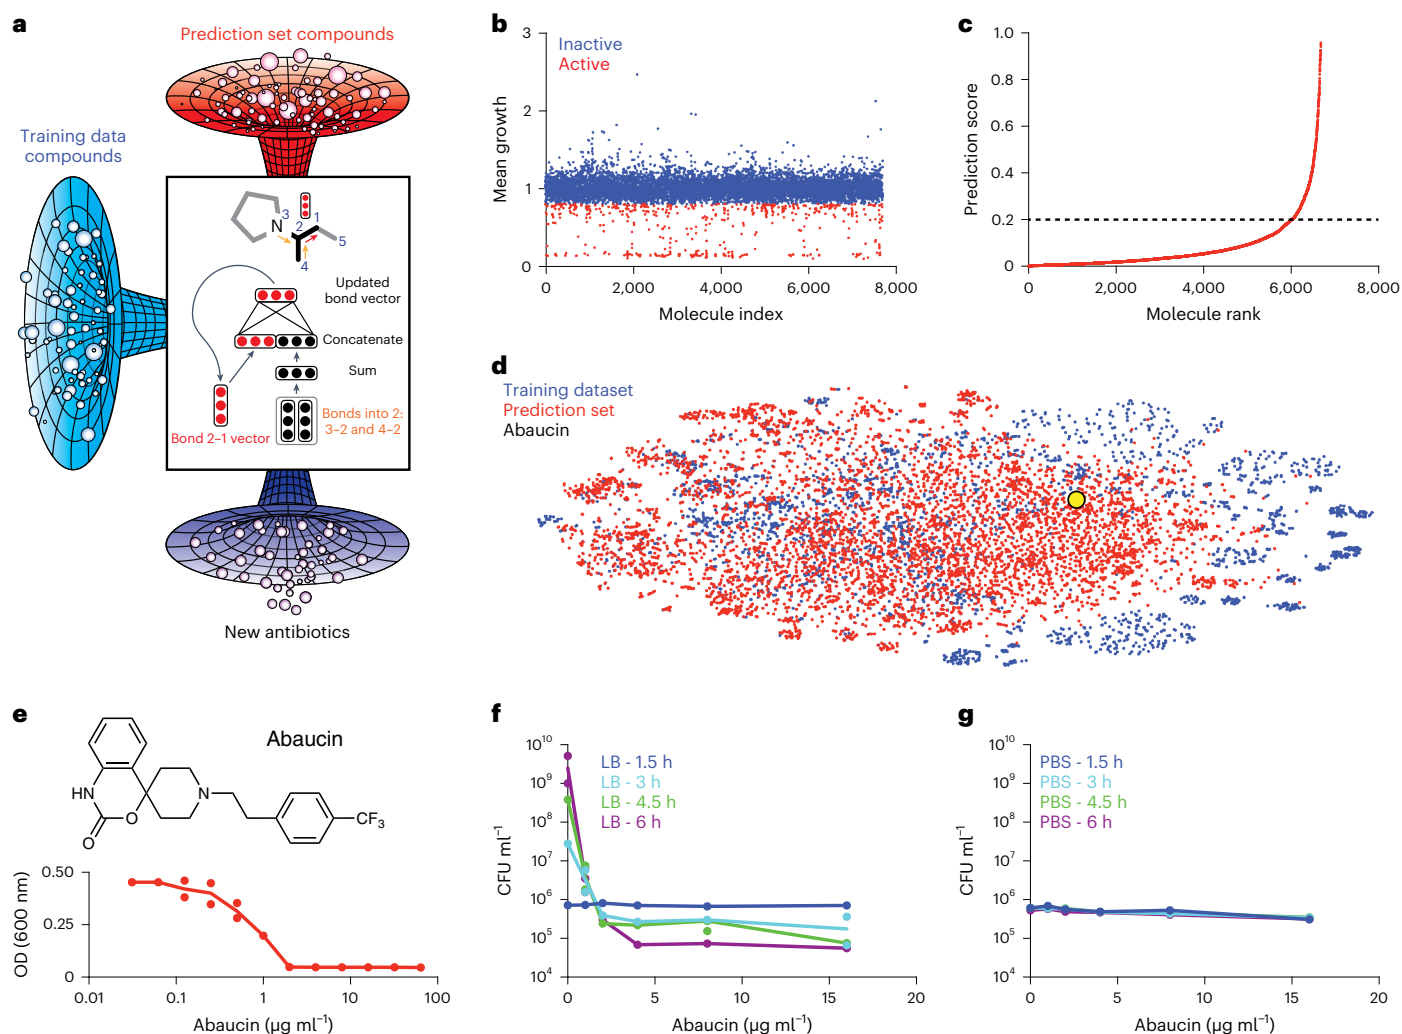 a
Prediction set compounds
Training data
compounds
3
1
N
2
5
4
Updated
bond vector
Concatenate
Sum
Bonds into 2:
3–2 and 4–2
Bond 2–1 vector
New antibiotics
b
Inactive
Active
Mean growth
3
2
1
0
0
2,000
4,000
6,000
8,000
Molecule index
c
Prediction score
1.0
0.8
0.6
0.4
0.2
0
0
2,000
4,000
6,000
8,000
Molecule rank
d
Training dataset
Prediction set
Abaucin
e
Abaucin
HN
O
O
N
CF3
OD (600 nm)
0.50
0.25
0
0.01
0.1
1
10
100
Abaucin (µg ml−1)
f
LB - 1.5 h
LB - 3 h
LB - 4.5 h
LB - 6 h
CFU ml−1
10^10
10^9
10^8
10^7
10^6
10^5
10^4
0
5
10
15
20
Abaucin (µg ml−1)
g
PBS - 1.5 h
PBS - 3 h
PBS - 4.5 h
PBS - 6 h
CFU ml−1
10^10
10^9
10^8
10^7
10^6
10^5
10^4
0
5
10
15
20
Abaucin (µg ml−1)